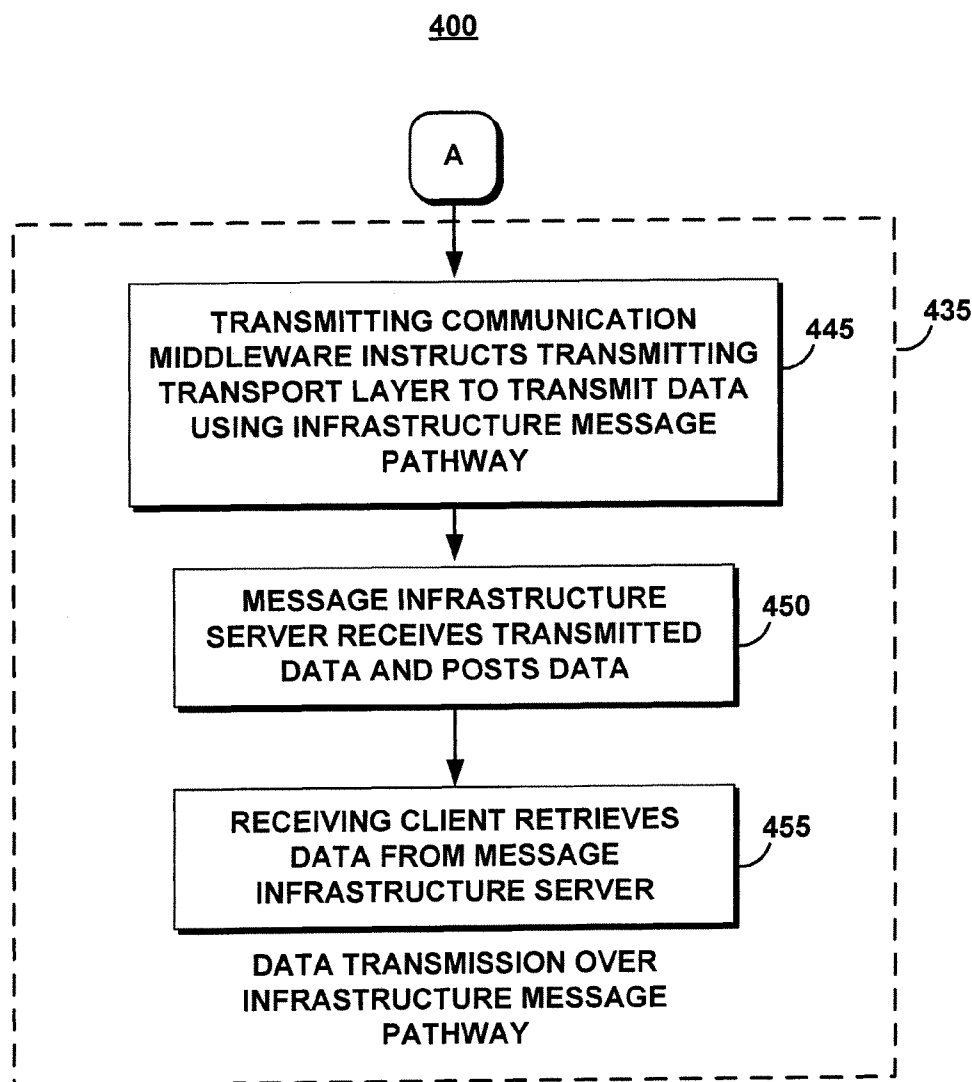 400
A
435
TRANSMITTING COMMUNICATION
MIDDLEWARE INSTRUCTS TRANSMITTING
TRANSPORT LAYER TO TRANSMIT DATA
USING INFRASTRUCTURE MESSAGE
PATHWAY
445
MESSAGE INFRASTRUCTURE
SERVER RECEIVES TRANSMITTED
DATA AND POSTS DATA
450
RECEIVING CLIENT RETRIEVES
DATA FROM MESSAGE
INFRASTRUCTURE SERVER
455
DATA TRANSMISSION OVER
INFRASTRUCTURE MESSAGE
PATHWAY